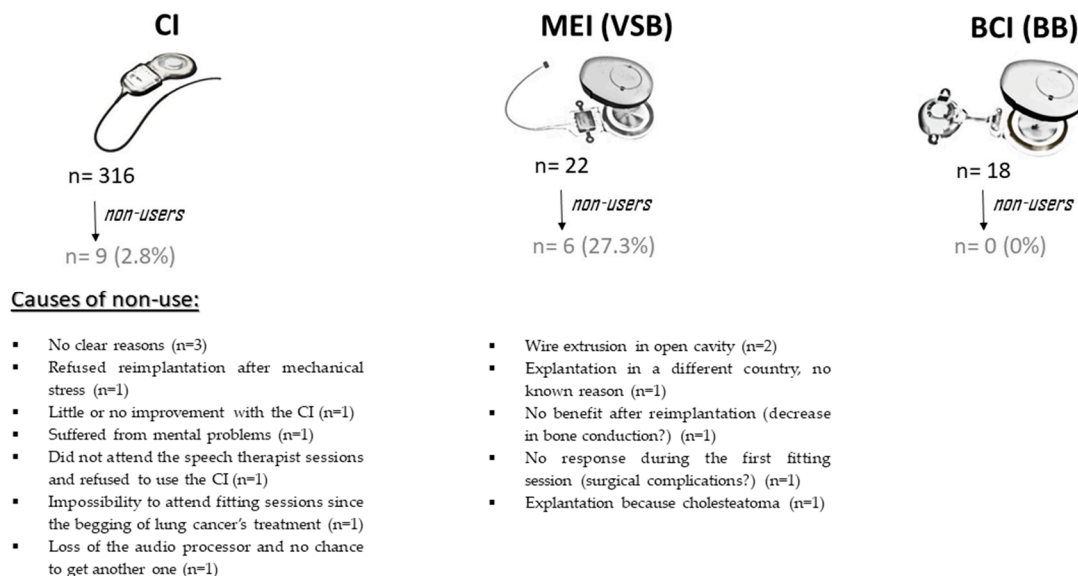 CI
MEI (VSB)
BCI (BB)
n= 316
n= 22
n= 18
non-users
non-users
non-users
n= 9 (2.8%)
n= 6 (27.3%)
n= 0 (0%)
Causes of non-use:
▪ No clear reasons (n=3)
▪ Refused reimplantation after mechanical
stress (n=1)
▪ Little or no improvement with the CI (n=1)
▪ Suffered from mental problems (n=1)
▪ Did not attend the speech therapist sessions
and refused to use the CI (n=1)
▪ Impossibility to attend fitting sessions since
the begging of lung cancer's treatment (n=1)
▪ Loss of the audio processor and no chance
to get another one (n=1)
▪ Wire extrusion in open cavity (n=2)
▪ Explantation in a different country, no
known reason (n=1)
▪ No benefit after reimplantation (decrease
in bone conduction?) (n=1)
▪ No response during the first fitting
session (surgical complications?) (n=1)
▪ Explantation because cholesteatoma (n=1)